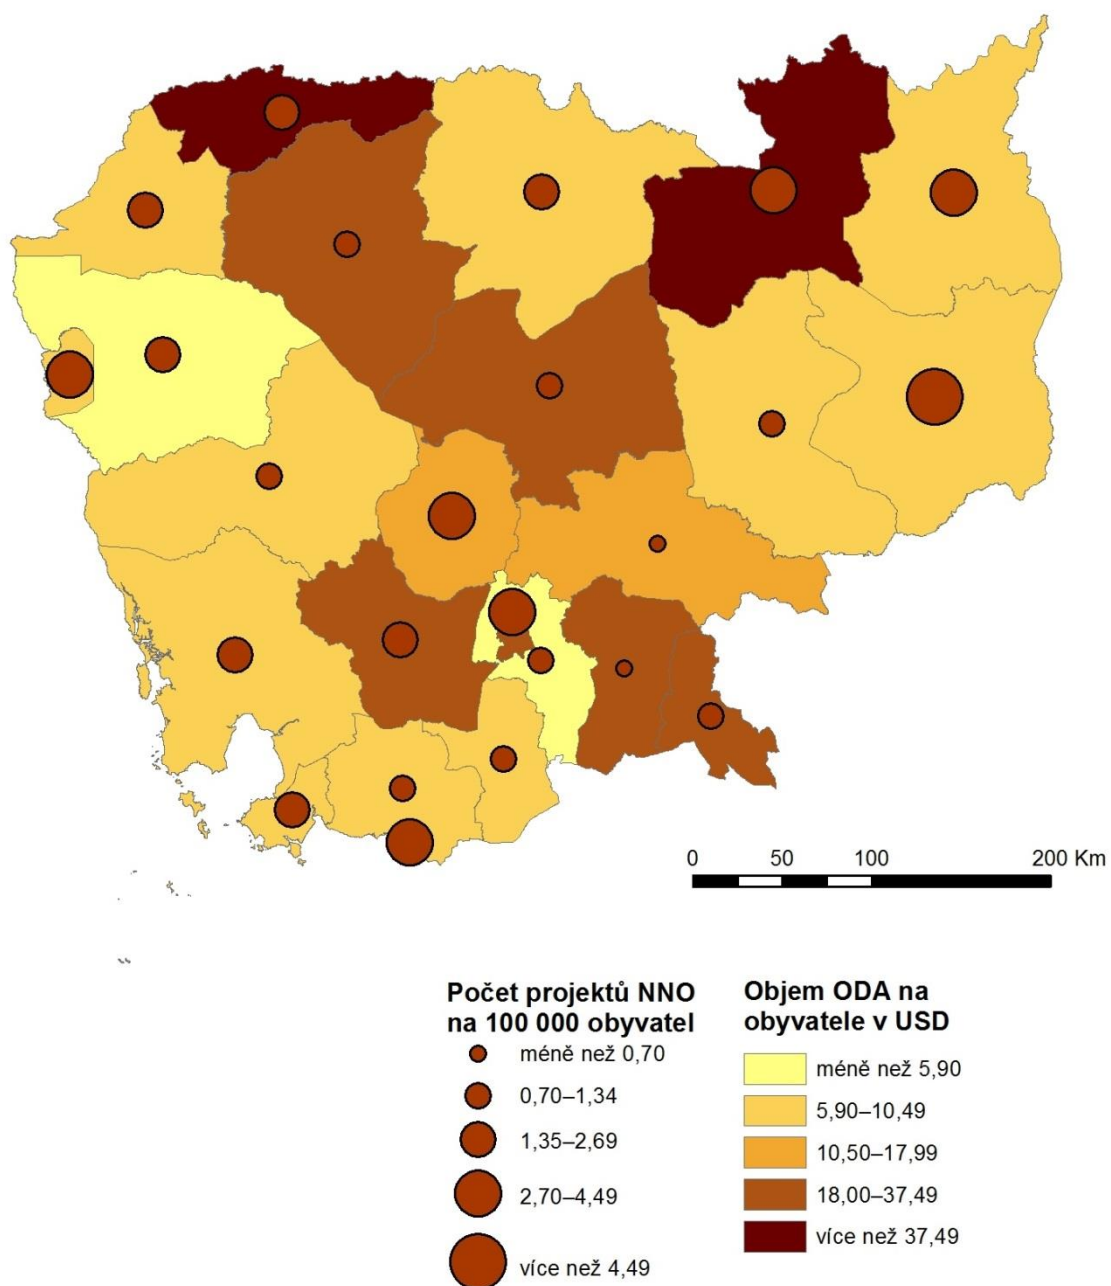 0 50 100 200 Km
Počet projektů NNO
na 100 000 obyvatel
méně než 0,70
0,70–1,34
1,35–2,69
2,70–4,49
více než 4,49
Objem ODA na
obyvatele v USD
méně než 5,90
5,90–10,49
10,50–17,99
18,00–37,49
více než 37,49